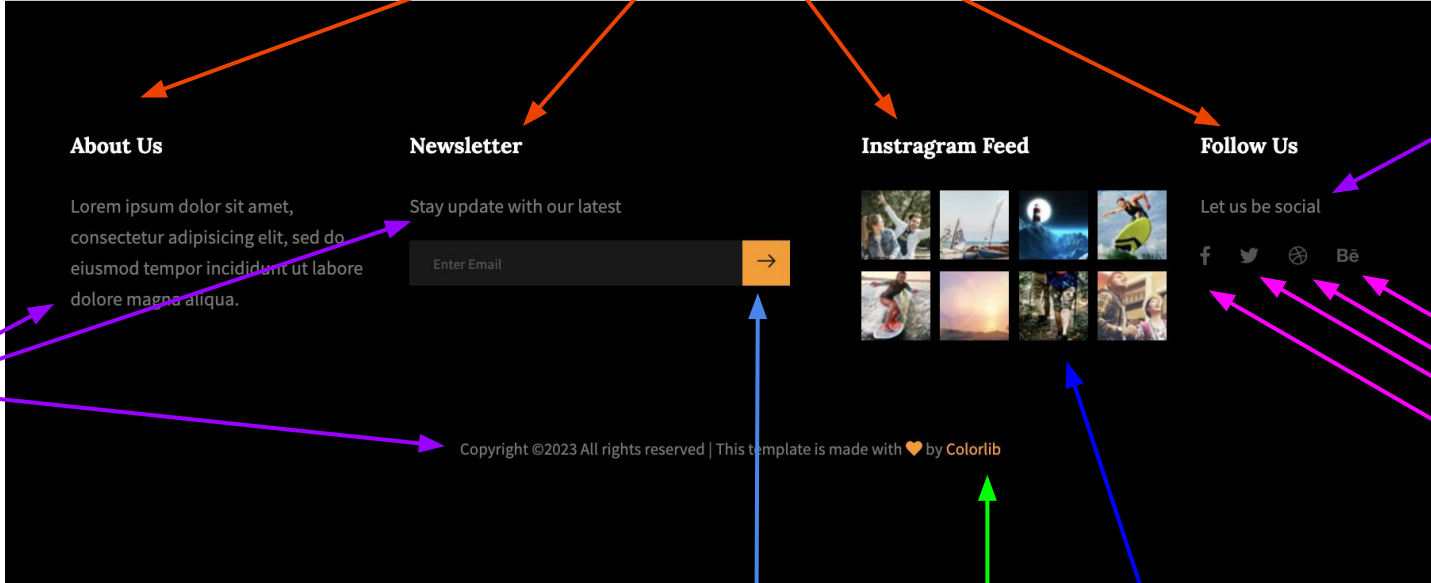 About Us
Lorem ipsum dolor sit amet,
consectetur adipisicing elit, sed do
eiusmod tempor incididunt ut labore
dolore magna aliqua.
Newsletter
Stay update with our latest
Enter Email
Instragram Feed
Follow Us
Let us be social
Bē
Copyright ©2023 All rights reserved | This template is made with ♥ by Colorlib